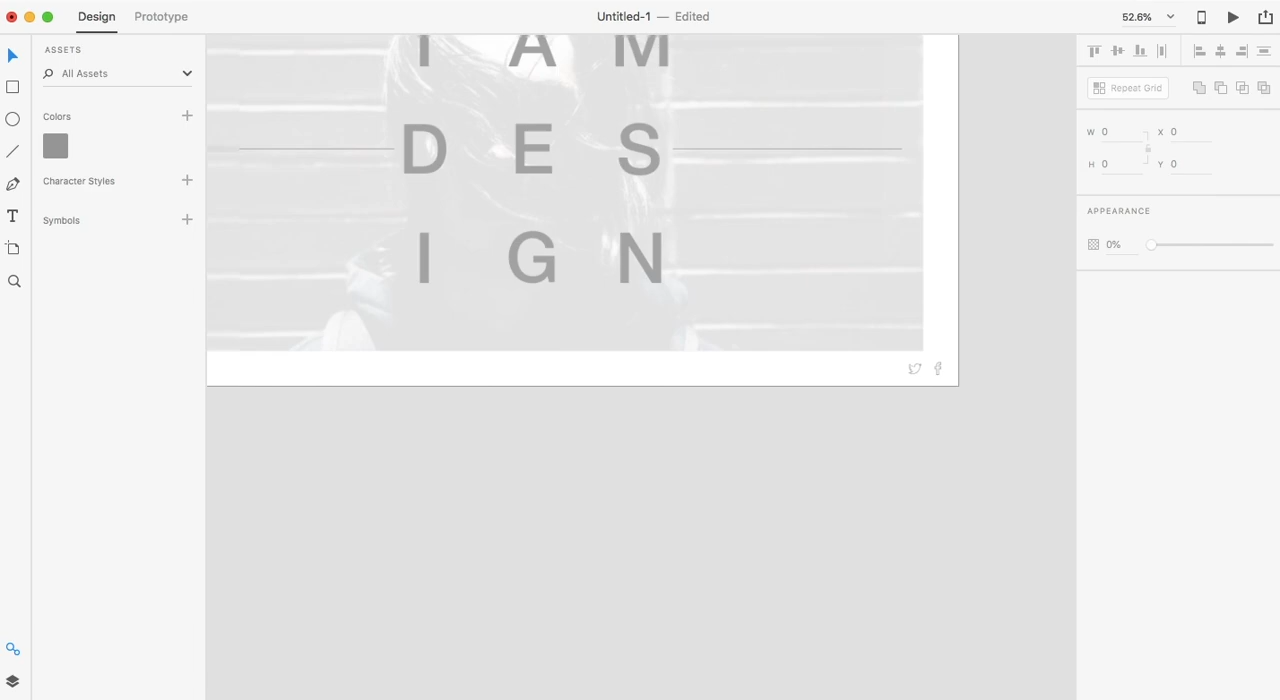 Design Prototype Untitled-1 — Edited 52.6%
ASSETS
All Assets
Colors
Character Styles
Symbols
I A M
D E S
I G N
Repeat Grid
W 0 X 0
H 0 Y 0
APPEARANCE
0%